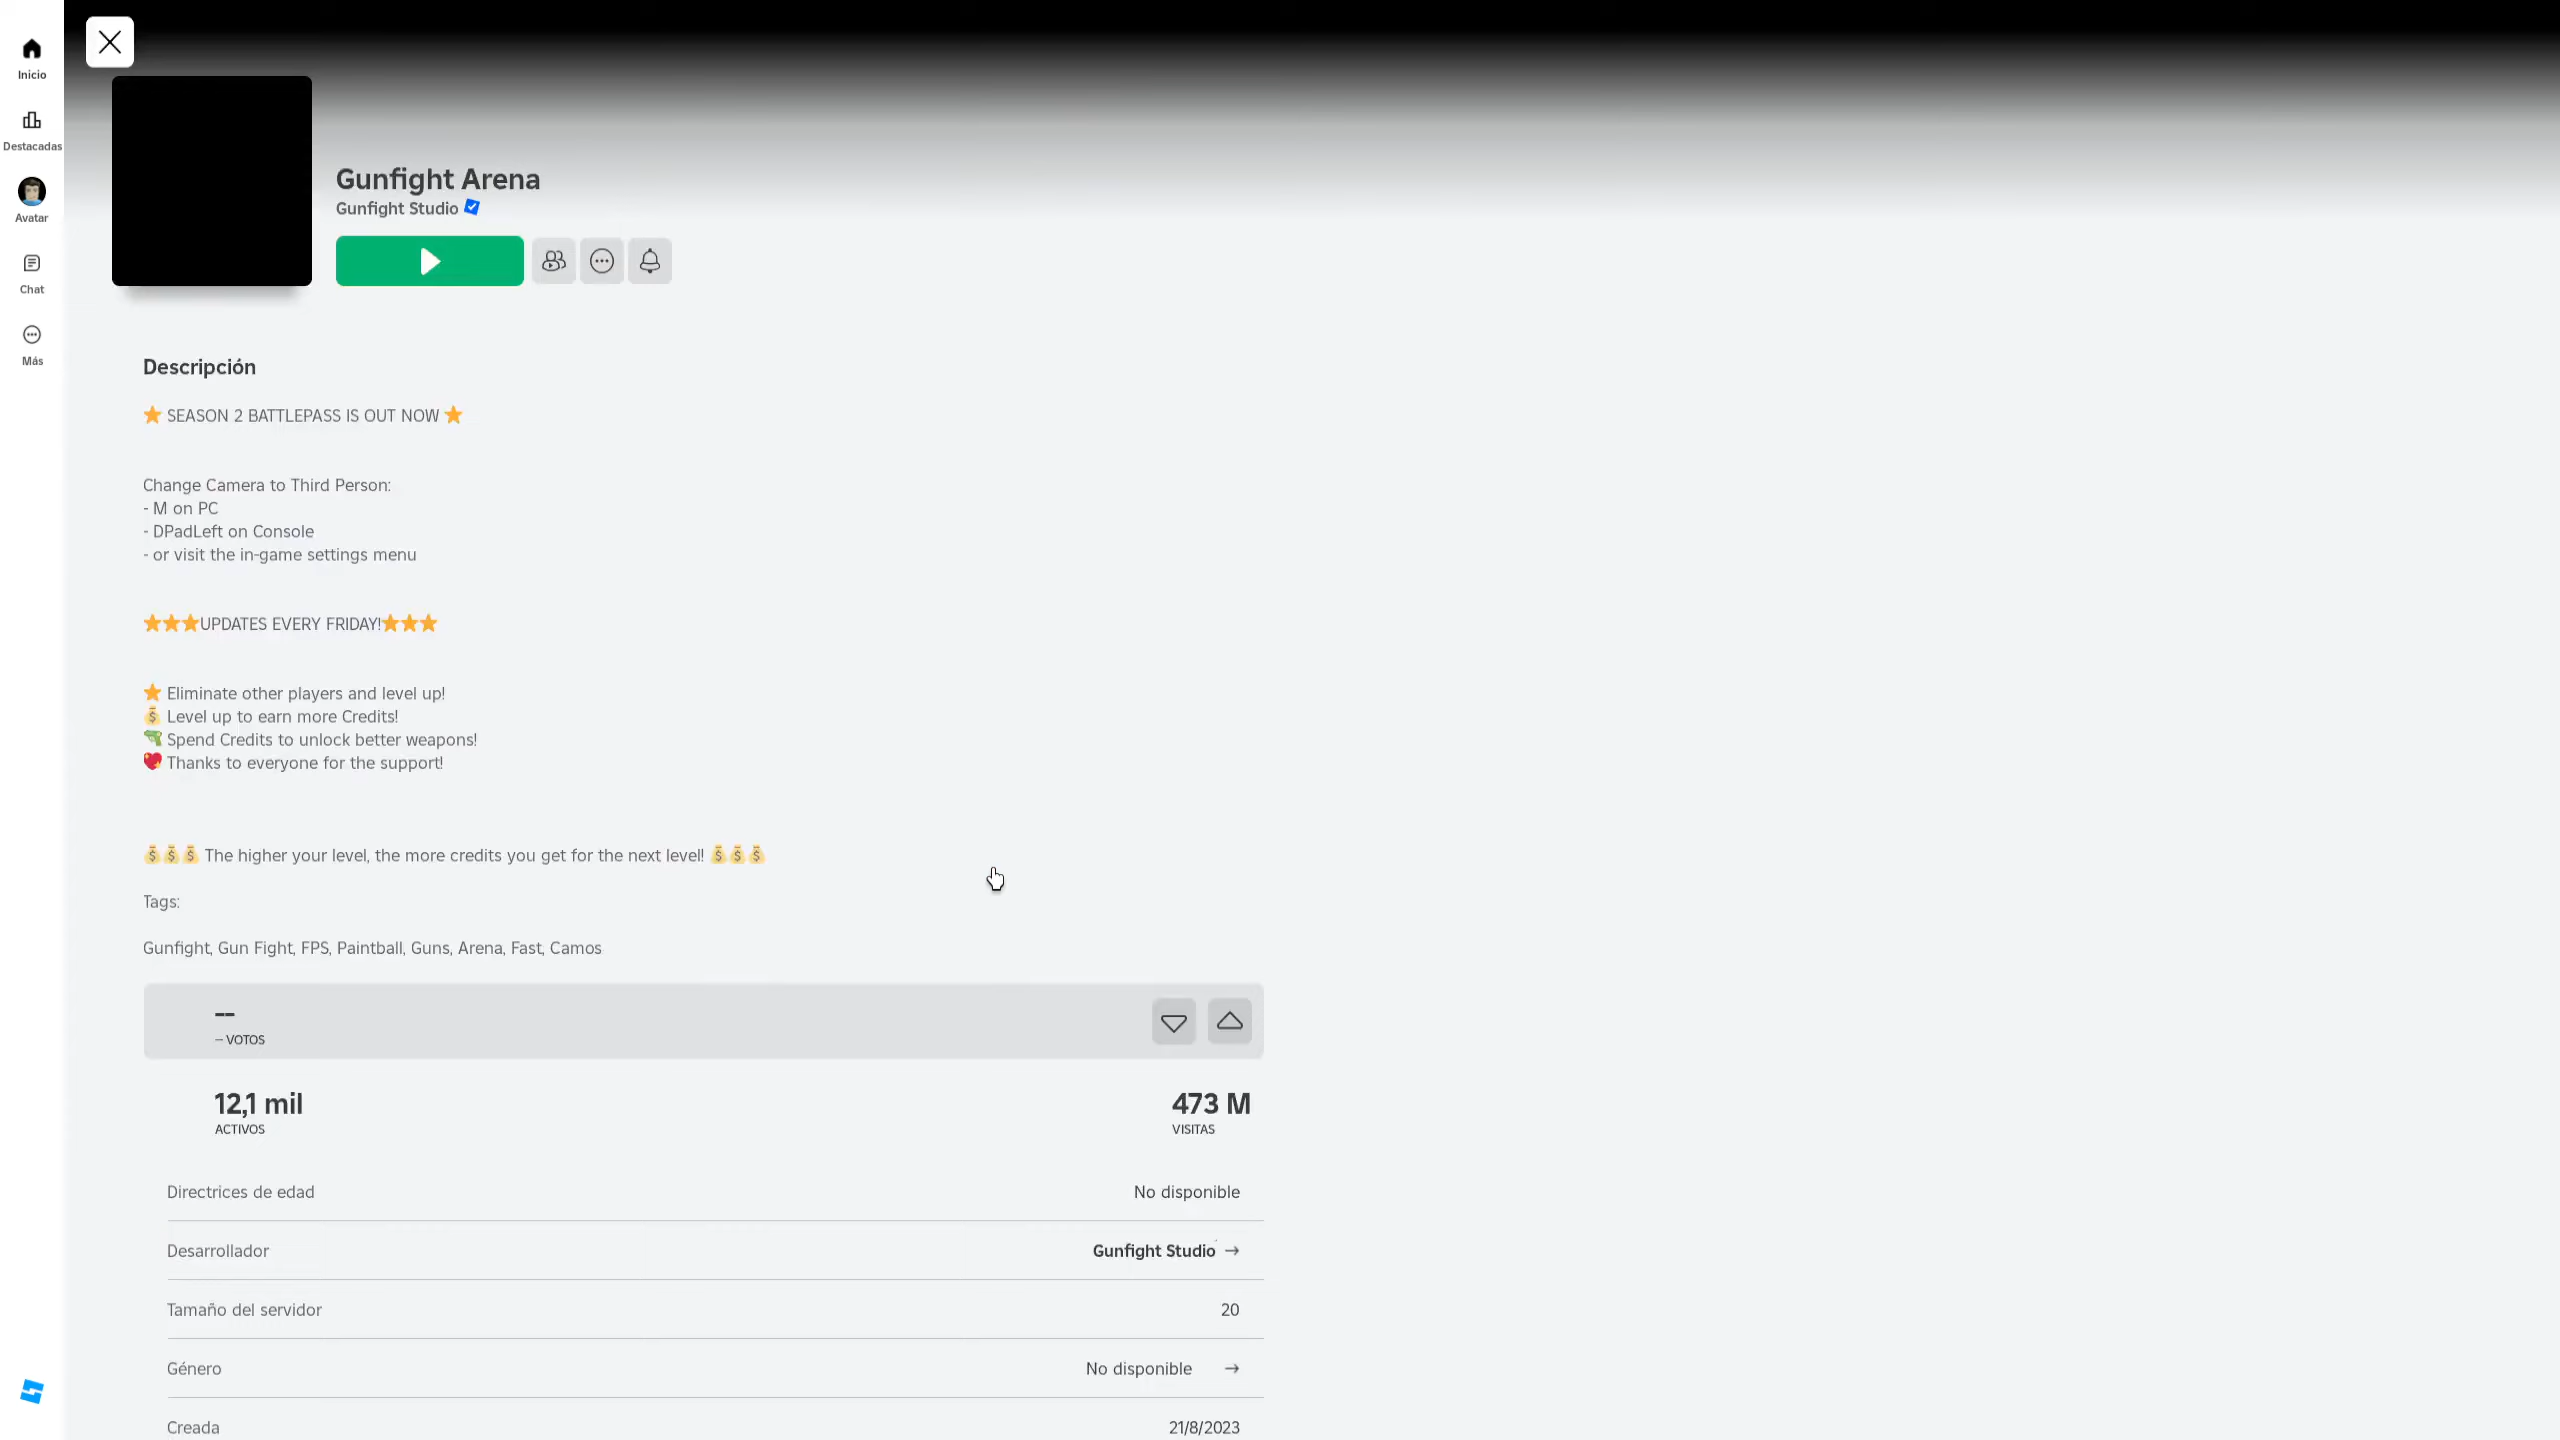 Inicio
Destacadas
Avatar
Chat
Más
Gunfight Arena
Gunfight Studio
Descripción
⭐ SEASON 2 BATTLEPASS IS OUT NOW ⭐
Change Camera to Third Person:
- M on PC
- DPadLeft on Console
- or visit the in-game settings menu
⭐⭐⭐UPDATES EVERY FRIDAY!⭐⭐⭐
⭐ Eliminate other players and level up!
💰 Level up to earn more Credits!
🔫 Spend Credits to unlock better weapons!
💖 Thanks to everyone for the support!
💰💰💰 The higher your level, the more credits you get for the next level! 💰💰💰
Tags:
Gunfight, Gun Fight, FPS, Paintball, Guns, Arena, Fast, Camos
--
-- VOTOS
12,1 mil
ACTIVOS
473 M
VISITAS
Directrices de edad
No disponible
Desarrollador
Gunfight Studio →
Tamaño del servidor
20
Género
No disponible →
Creada
21/8/2023